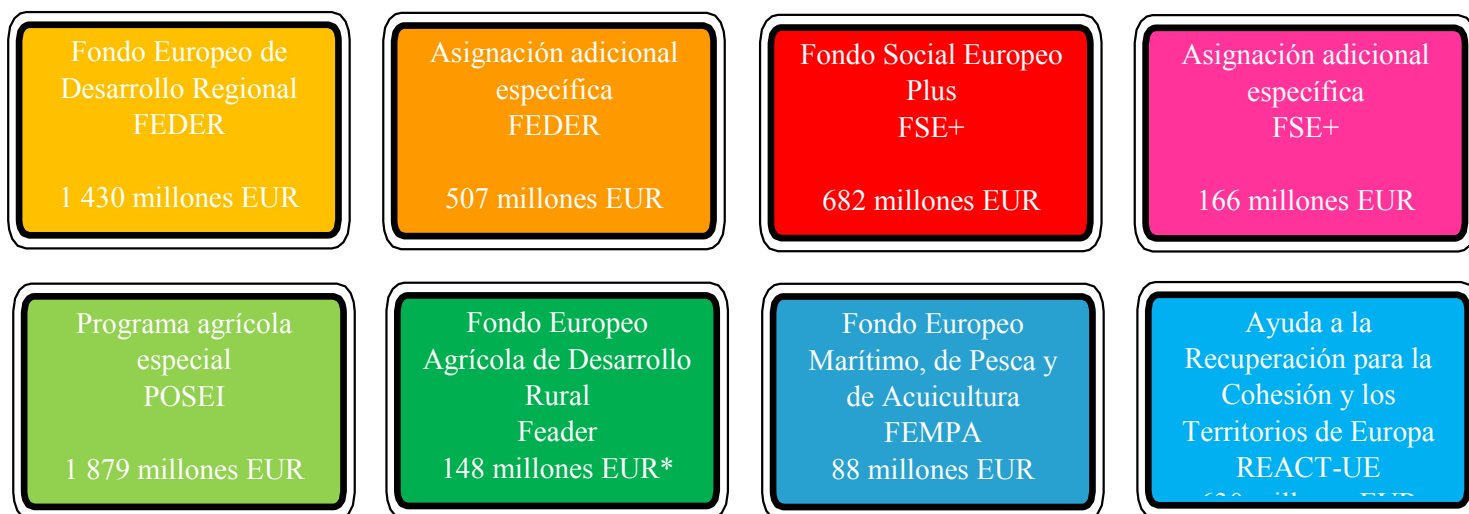 Fondo Europeo de
Desarrollo Regional
FEDER
1 430 millones EUR
Asignación adicional
específica
FEDER
507 millones EUR
Fondo Social Europeo
Plus
FSE+
682 millones EUR
Asignación adicional
específica
FSE+
166 millones EUR
Programa agrícola
especial
POSEI
1 879 millones EUR
Fondo Europeo
Agrícola de Desarrollo
Rural
Feader
148 millones EUR*
Fondo Europeo
Marítimo, de Pesca y
de Acuicultura
FEMPA
88 millones EUR
Ayuda a la
Recuperación para la
Cohesión y los
Territorios de Europa
REACT-UE